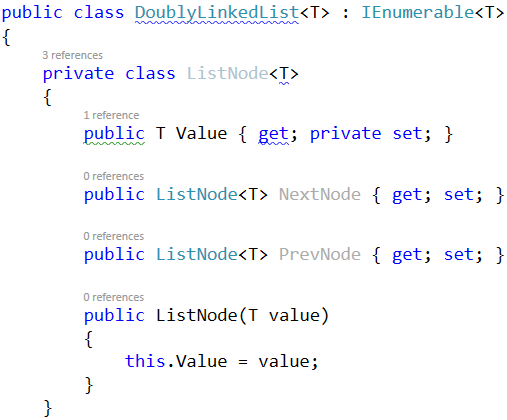 public class DoublyLinkedList<T> : IEnumerable<T>
{
3 references
private class ListNode<T>
{
1 reference
public T Value { get; private set; }
0 references
public ListNode<T> NextNode { get; set; }
0 references
public ListNode<T> PrevNode { get; set; }
0 references
public ListNode(T value)
{
this.Value = value;
}
}